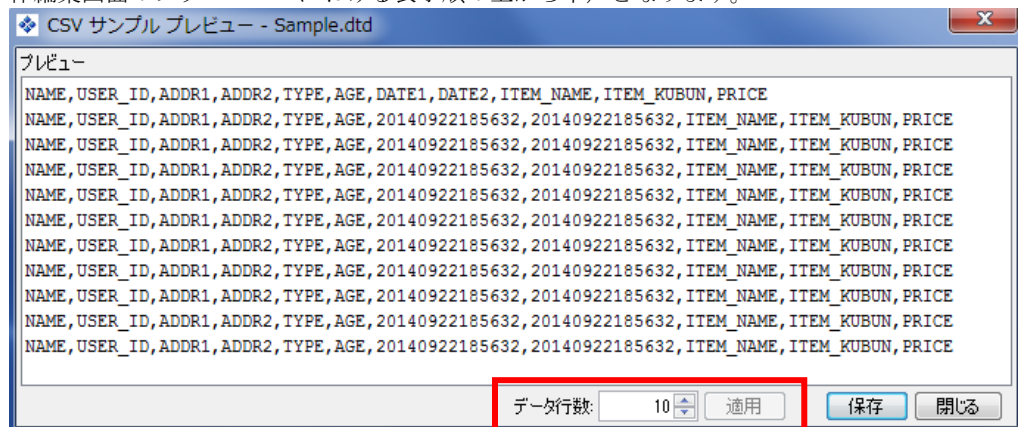 CSV サンプル プレビュー - Sample.dtd
プレビュー
NAME,USER_ID,ADDR1,ADDR2,TYPE,AGE,DATE1,DATE2,ITEM_NAME,ITEM_KUBUN,PRICE
NAME,USER_ID,ADDR1,ADDR2,TYPE,AGE,20140922185632,20140922185632,ITEM_NAME,ITEM_KUBUN,PRICE
NAME,USER_ID,ADDR1,ADDR2,TYPE,AGE,20140922185632,20140922185632,ITEM_NAME,ITEM_KUBUN,PRICE
NAME,USER_ID,ADDR1,ADDR2,TYPE,AGE,20140922185632,20140922185632,ITEM_NAME,ITEM_KUBUN,PRICE
NAME,USER_ID,ADDR1,ADDR2,TYPE,AGE,20140922185632,20140922185632,ITEM_NAME,ITEM_KUBUN,PRICE
NAME,USER_ID,ADDR1,ADDR2,TYPE,AGE,20140922185632,20140922185632,ITEM_NAME,ITEM_KUBUN,PRICE
NAME,USER_ID,ADDR1,ADDR2,TYPE,AGE,20140922185632,20140922185632,ITEM_NAME,ITEM_KUBUN,PRICE
NAME,USER_ID,ADDR1,ADDR2,TYPE,AGE,20140922185632,20140922185632,ITEM_NAME,ITEM_KUBUN,PRICE
NAME,USER_ID,ADDR1,ADDR2,TYPE,AGE,20140922185632,20140922185632,ITEM_NAME,ITEM_KUBUN,PRICE
NAME,USER_ID,ADDR1,ADDR2,TYPE,AGE,20140922185632,20140922185632,ITEM_NAME,ITEM_KUBUN,PRICE
NAME,USER_ID,ADDR1,ADDR2,TYPE,AGE,20140922185632,20140922185632,ITEM_NAME,ITEM_KUBUN,PRICE
データ行数: 10 適用 保存 閉じる